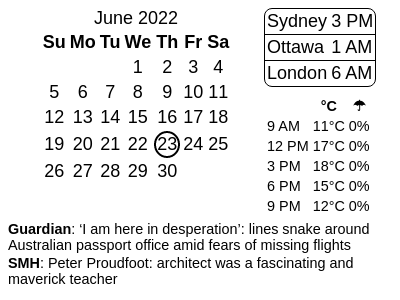 June 2022
Su Mo Tu We Th Fr Sa
1 2 3 4
5 6 7 8 9 10 11
12 13 14 15 16 17 18
19 20 21 22 23 24 25
26 27 28 29 30
Sydney 3 PM
Ottawa 1 AM
London 6 AM
°C ☂
9 AM 11°C 0%
12 PM 17°C 0%
3 PM 18°C 0%
6 PM 15°C 0%
9 PM 12°C 0%
Guardian: ‘I am here in desperation’: lines snake around
Australian passport office amid fears of missing flights
SMH: Peter Proudfoot: architect was a fascinating and
maverick teacher